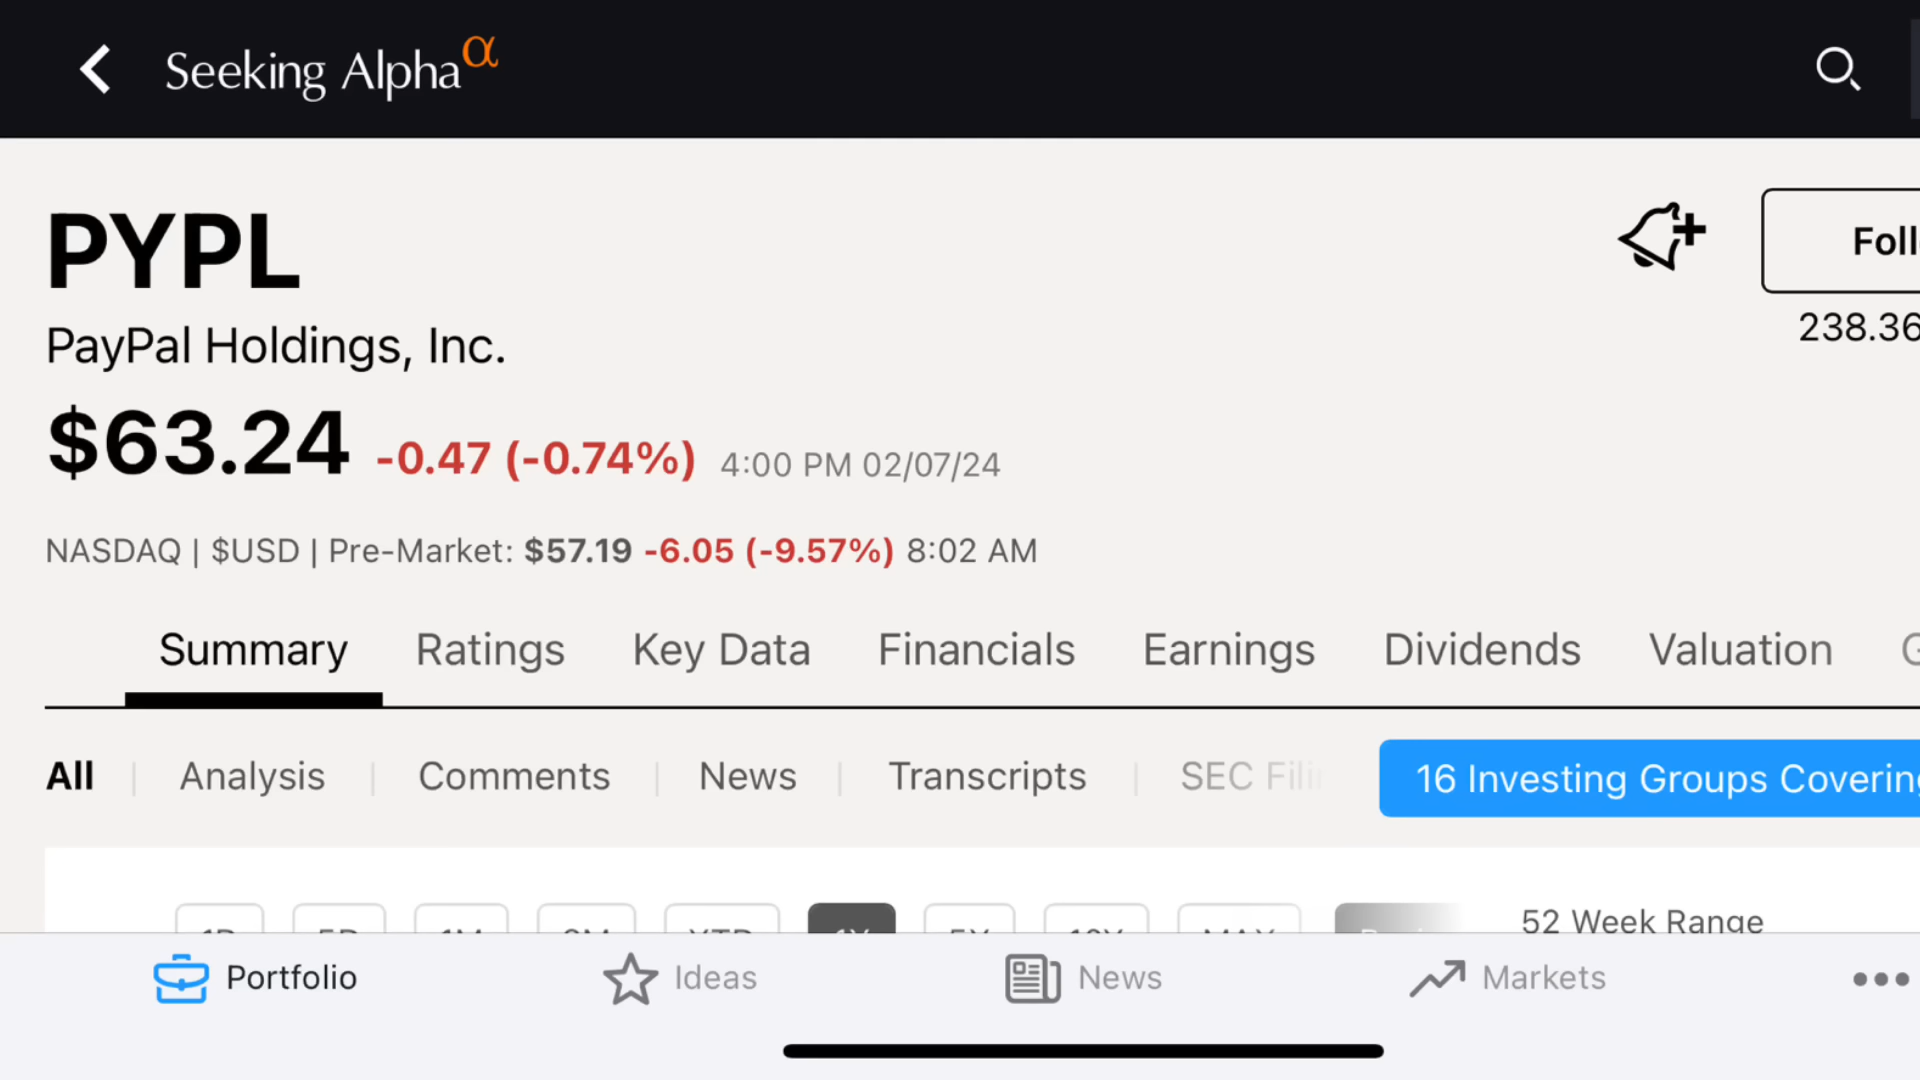 Seeking Alpha α
PYPL
PayPal Holdings, Inc.
$63.24 -0.47 (-0.74%) 4:00 PM 02/07/24
NASDAQ | $USD | Pre-Market: $57.19 -6.05 (-9.57%) 8:02 AM
238.36
Summary Ratings Key Data Financials Earnings Dividends Valuation
All | Analysis | Comments | News | Transcripts | SEC
16 Investing Groups Covering
52 Week Range
Portfolio Ideas News Markets